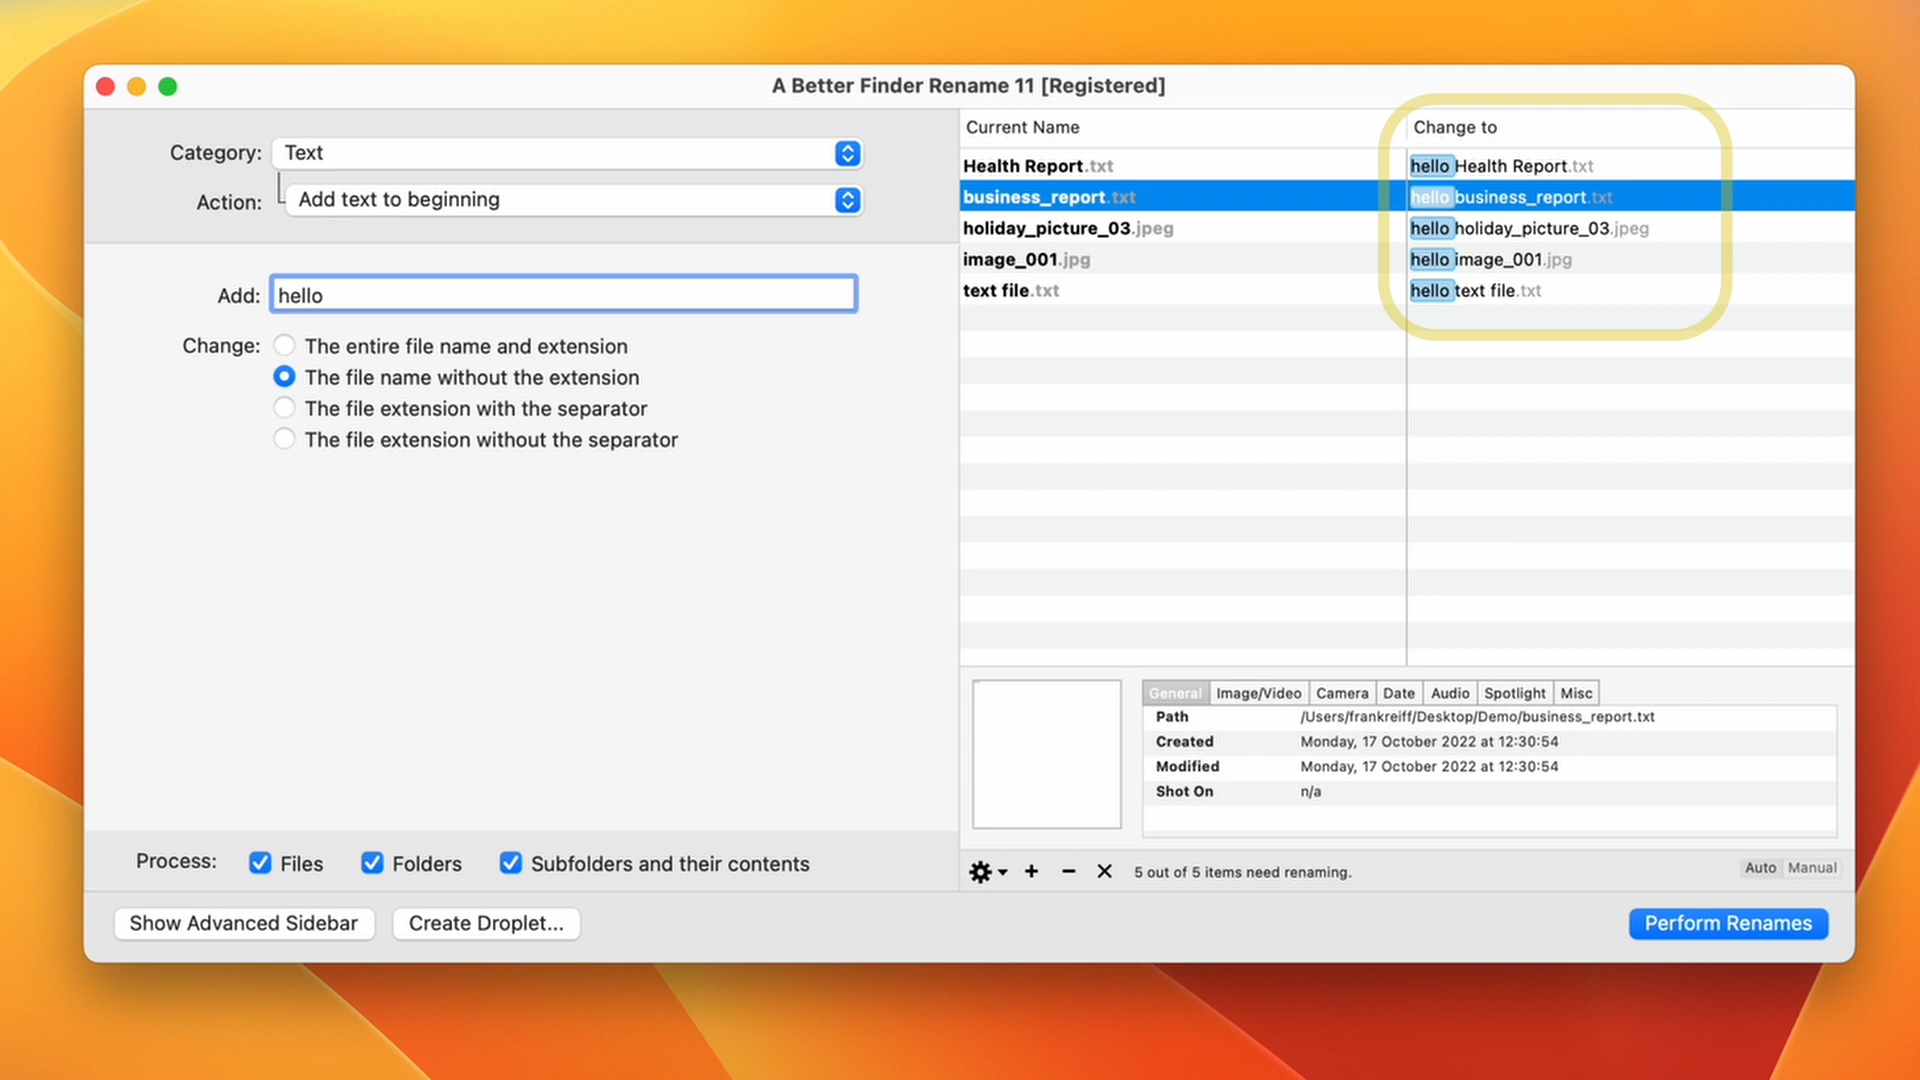 A Better Finder Rename 11 [Registered]
Category: Text
Action: Add text to beginning
Add: hello
Change: The entire file name and extension
The file name without the extension
The file extension with the separator
The file extension without the separator
Process: Files Folders Subfolders and their contents
Show Advanced Sidebar Create Droplet...
Current Name Change to
Health Report.txt hello Health Report.txt
business_report.txt hello business_report.txt
holiday_picture_03.jpeg hello holiday_picture_03.jpeg
image_001.jpg hello image_001.jpg
text file.txt hello text file.txt
General Image/Video Camera Date Audio Spotlight Misc
Path /Users/frankreiff/Desktop/Demo/business_report.txt
Created Monday, 17 October 2022 at 12:30:54
Modified Monday, 17 October 2022 at 12:30:54
Shot On n/a
5 out of 5 items need renaming. Auto Manual
Perform Renames